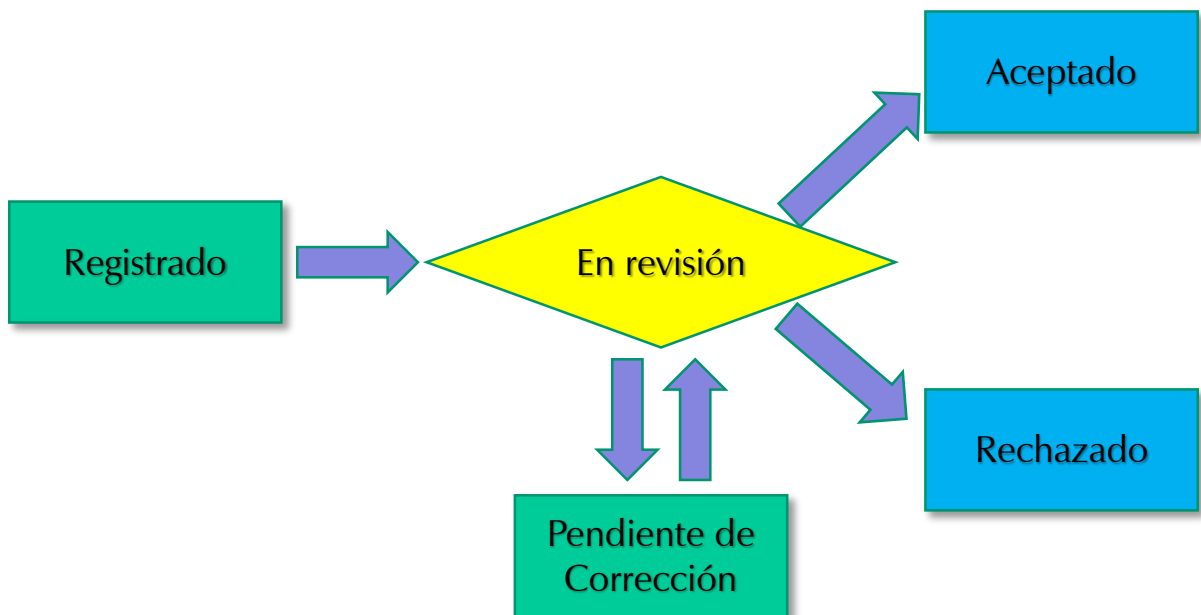 Aceptado
Registrado
En revisión
Rechazado
Pendiente de
Corrección